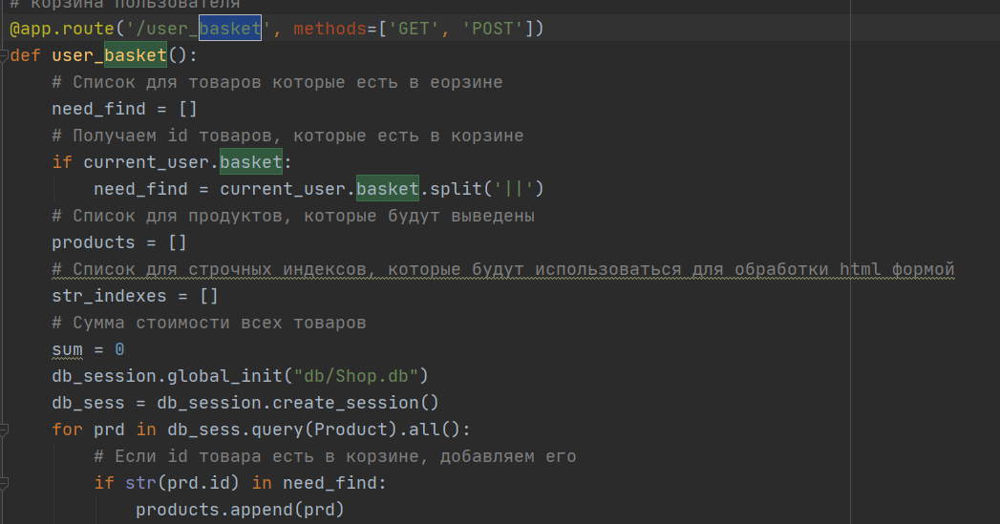 # корзина пользователя
@app.route('/user_basket', methods=['GET', 'POST'])
def user_basket():
    # Список для товаров которые есть в еорзине
    need_find = []
    # Получаем id товаров, которые есть в корзине
    if current_user.basket:
        need_find = current_user.basket.split('||')
    # Список для продуктов, которые будут выведены
    products = []
    # Список для строчных индексов, которые будут использоваться для обработки html формой
    str_indexes = []
    # Сумма стоимости всех товаров
    sum = 0
    db_session.global_init("db/Shop.db")
    db_sess = db_session.create_session()
    for prd in db_sess.query(Product).all():
        # Если id товара есть в корзине, добавляем его
        if str(prd.id) in need_find:
            products.append(prd)